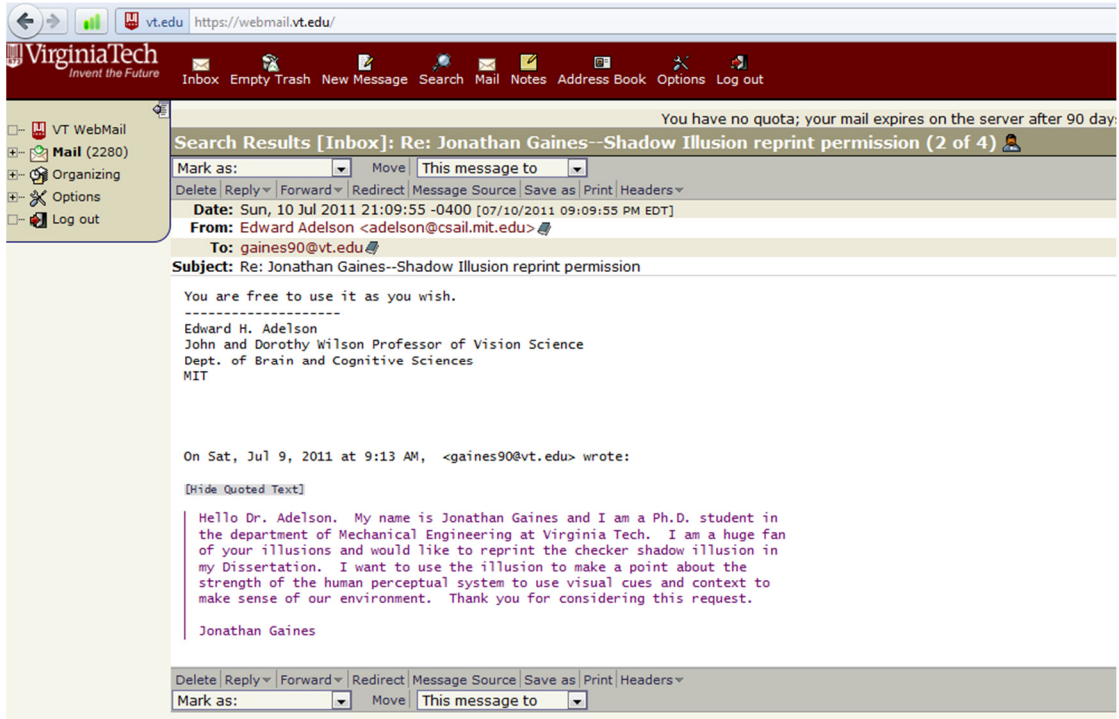 vt.edu https://webmail.vt.edu/
VirginiaTech
Invent the Future
Inbox Empty Trash New Message Search Mail Notes Address Book Options Log out
VT WebMail
Mail (2280)
Organizing
Options
Log out
You have no quota; your mail expires on the server after 90 day
Search Results [Inbox]: Re: Jonathan Gaines--Shadow Illusion reprint permission (2 of 4)
Mark as: Move This message to
Delete Reply Forward Redirect Message Source Save as Print Headers
Date: Sun, 10 Jul 2011 21:09:55 -0400 [07/10/2011 09:09:55 PM EDT]
From: Edward Adelson <adelson@csail.mit.edu>
To: gaines90@vt.edu
Subject: Re: Jonathan Gaines--Shadow Illusion reprint permission
You are free to use it as you wish.
--------------------
Edward H. Adelson
John and Dorothy Wilson Professor of Vision Science
Dept. of Brain and Cognitive Sciences
MIT
On Sat, Jul 9, 2011 at 9:13 AM, <gaines90@vt.edu> wrote:
[Hide Quoted Text]
Hello Dr. Adelson. My name is Jonathan Gaines and I am a Ph.D. student in
the department of Mechanical Engineering at Virginia Tech. I am a huge fan
of your illusions and would like to reprint the checker shadow illusion in
my Dissertation. I want to use the illusion to make a point about the
strength of the human perceptual system to use visual cues and context to
make sense of our environment. Thank you for considering this request.
Jonathan Gaines
Delete Reply Forward Redirect Message Source Save as Print Headers
Mark as: Move This message to